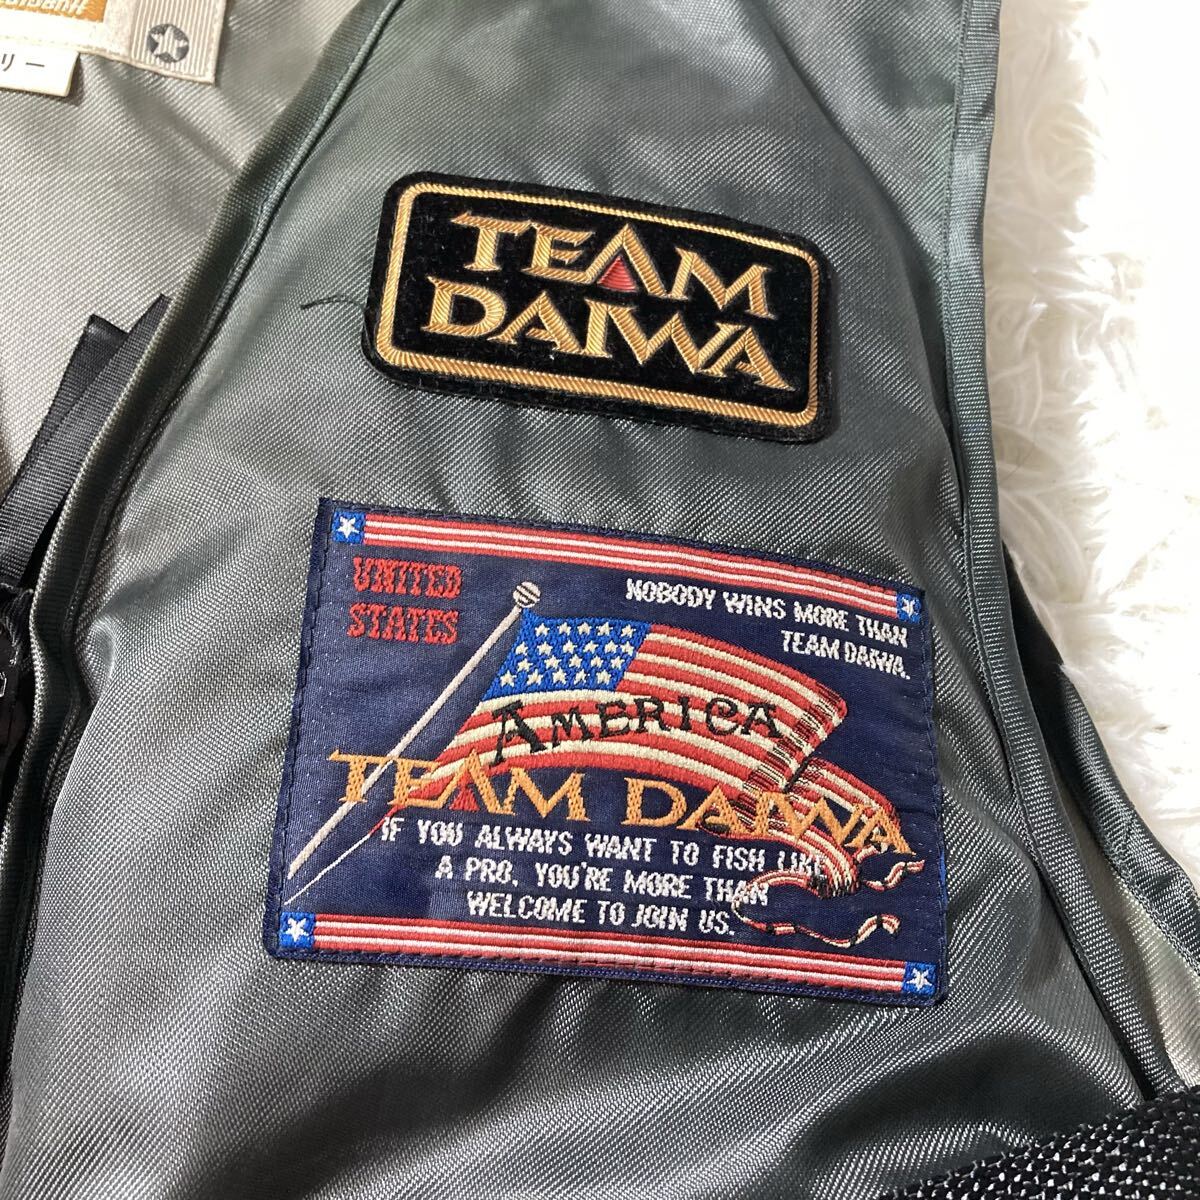 リー
TEAM
DAIWA
UNITED
STATES
NOBODY WINS MORE THAN
TEAM DAIWA.
AMERICA
TEAM DAIWA
IF YOU ALWAYS WANT TO FISH LIKE
A PRO, YOU'RE MORE THAN
WELCOME TO JOIN US.